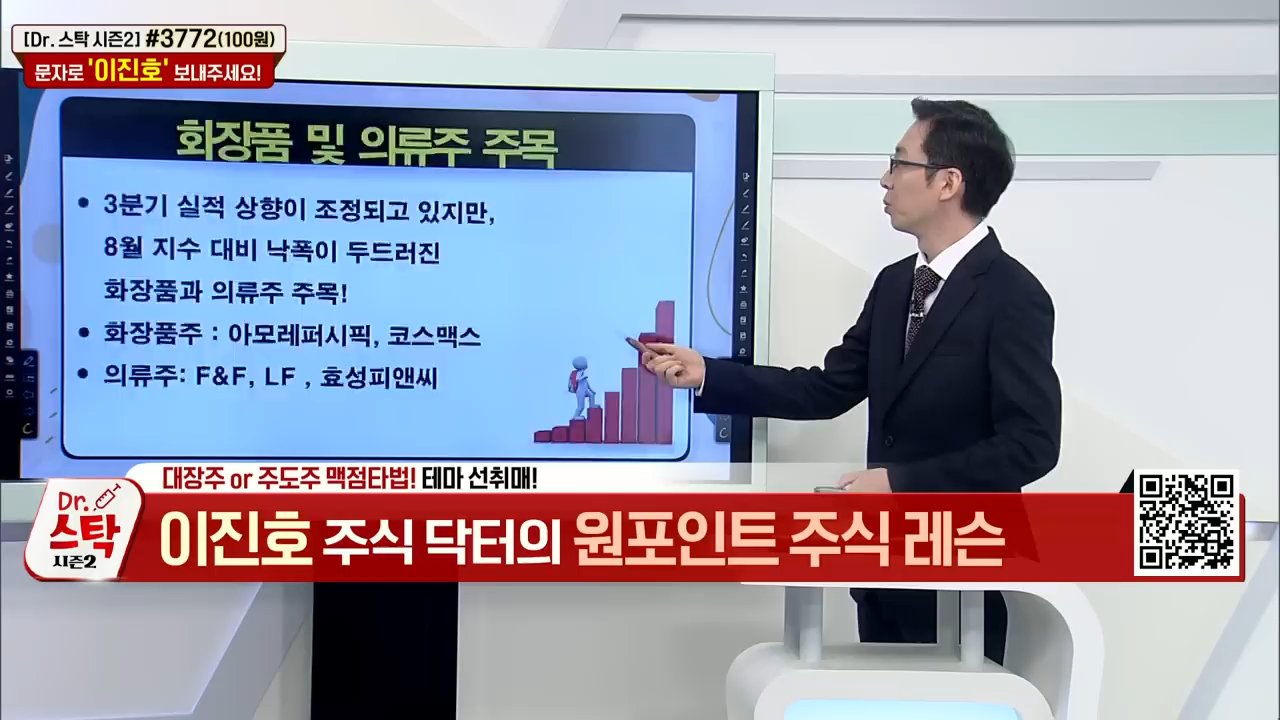 [Dr. 스탁 시즌2] #3772(100원)
문자로 '이진호' 보내주세요!
화장품 및 의류주 주목
• 3분기 실적 상향이 조정되고 있지만,
8월 지수 대비 낙폭이 두드러진
화장품과 의류주 주목!
• 화장품주 : 아모레퍼시픽, 코스맥스
• 의류주: F&F, LF , 효성피앤씨
대장주 or 주도주 맥점타법! 테마 선취매!
Dr.
스탁
시즌2
이진호 주식 닥터의 원포인트 주식 레슨